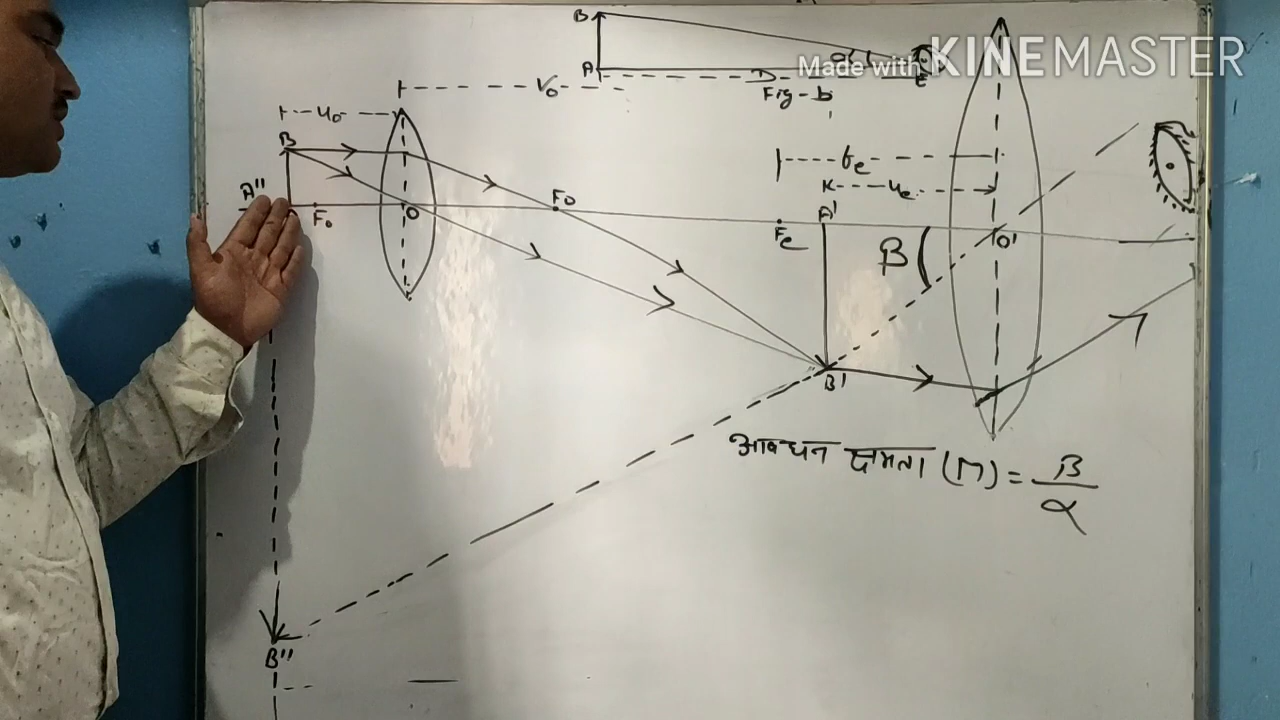 B
A
α
D
E
Fig-b
Made with KINEMASTER
u₀
V₀
B
A"
F₀
O
F₀
fe
ue
A'
Fe
β
O'
B'
आवर्धन क्षमता (M) = β/α
B"